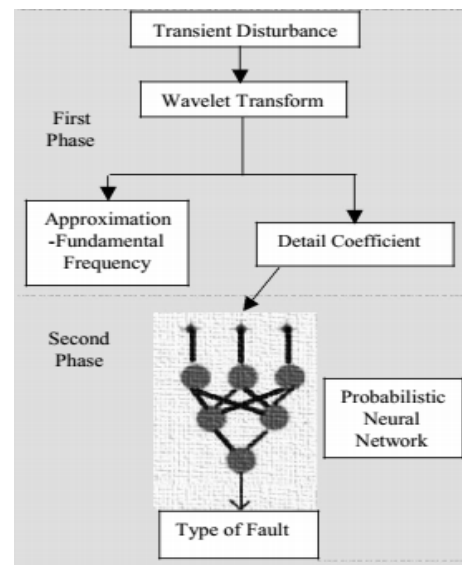 Transient Disturbance
Wavelet Transform
First
Phase
Approximation
-Fundamental
Frequency
Detail Coefficient
Second
Phase
Probabilistic
Neural
Network
Type of Fault